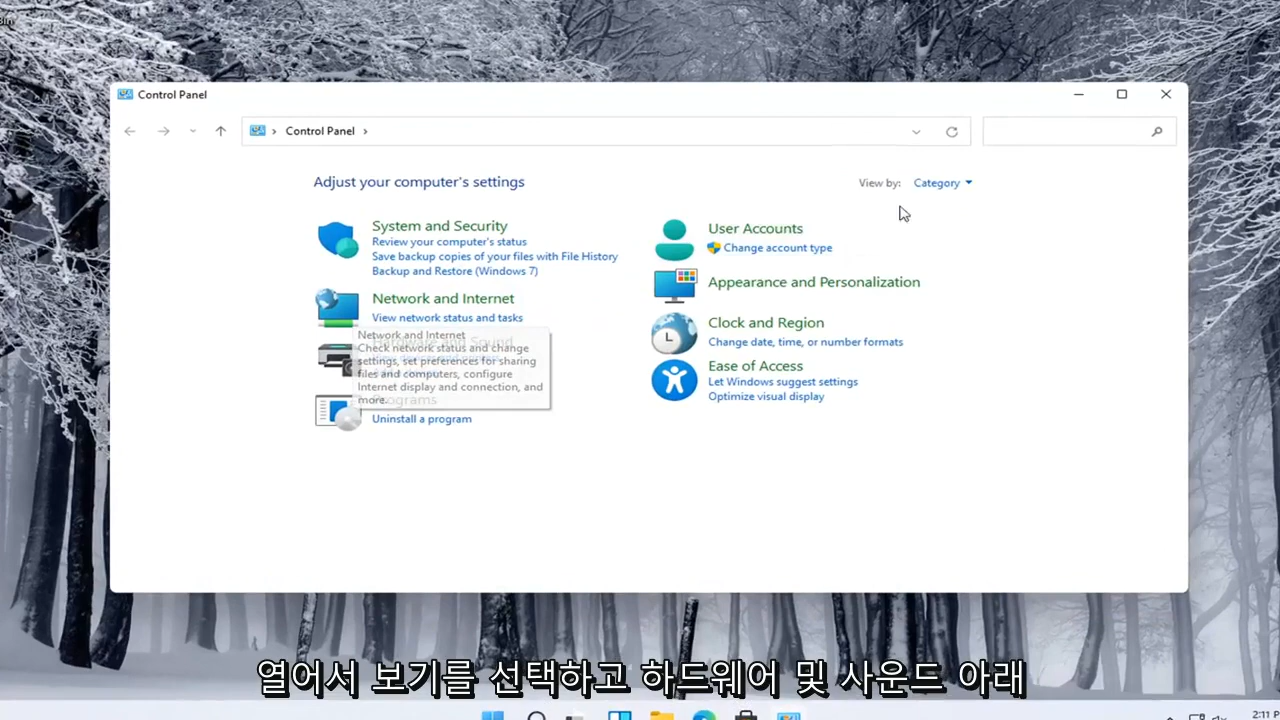 Control Panel
Control Panel
Adjust your computer's settings
View by: Category
System and Security
Review your computer's status
Save backup copies of your files with File History
Backup and Restore (Windows 7)
Network and Internet
View network status and tasks
Network and Internet
Check network status and change
settings, set preferences for sharing
files and computers, configure
Internet display and connection, and
more.
and Sound
Programs
Uninstall a program
User Accounts
Change account type
Appearance and Personalization
Clock and Region
Change date, time, or number formats
Ease of Access
Let Windows suggest settings
Optimize visual display
열어서 보기를 선택하고 하드웨어 및 사운드 아래
2:11 P